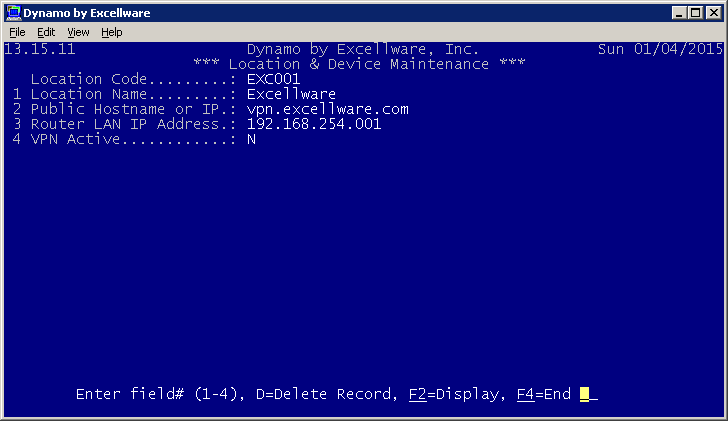 Dynamo by Excellware
File Edit View Help
13.15.11 Dynamo by Excellware, Inc. Sun 01/04/2015
*** Location & Device Maintenance ***
Location Code.........: EXC001
1 Location Name.........: Excellware
2 Public Hostname or IP.: vpn.excellware.com
3 Router LAN IP Address.: 192.168.254.001
4 VPN Active............: N
Enter field# (1-4), D=Delete Record, F2=Display, F4=End _